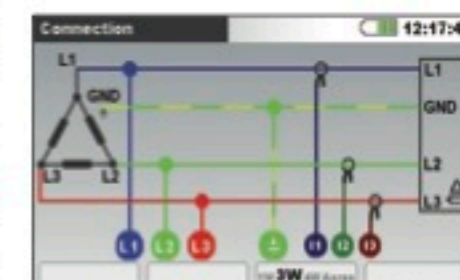 Connection 12:17:4
L1 L1
GND GND
L3 L2 L2
L3
L1 L2 L3 I1 I2 I3
3W